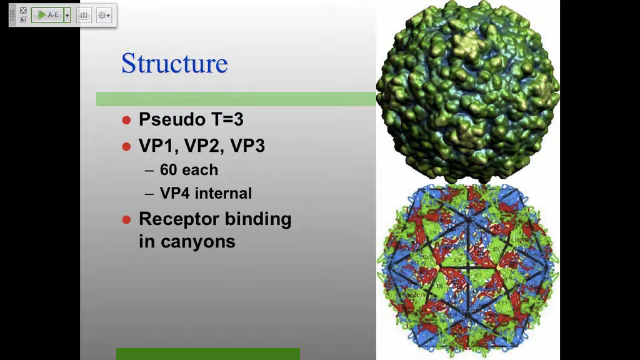 A-E
Structure
Pseudo T=3
VP1, VP2, VP3
– 60 each
– VP4 internal
Receptor binding
in canyons